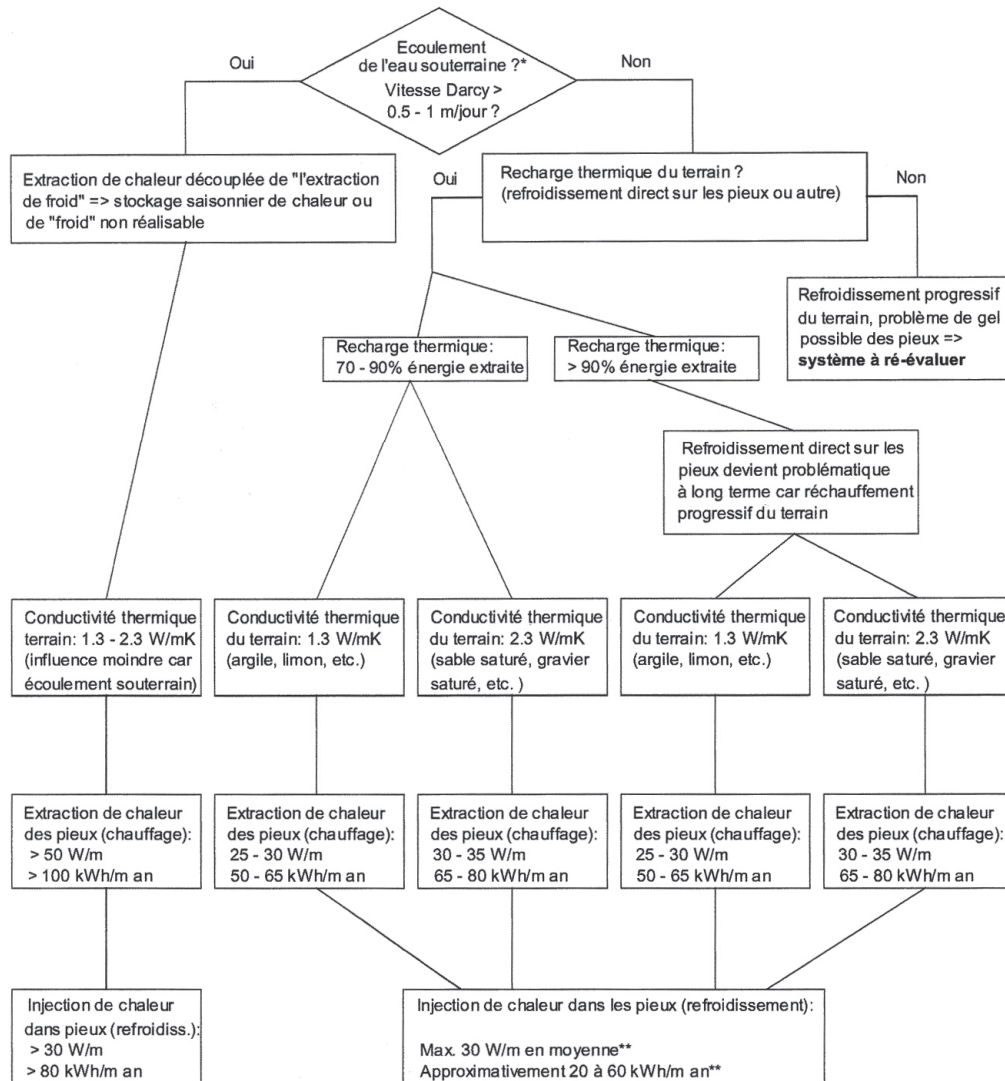 Ecoulement
de l'eau souterraine ?*
Vitesse Darcy >
0.5 - 1 m/jour ?
Oui
Non
Extraction de chaleur découplée de "l'extraction
de froid" => stockage saisonnier de chaleur ou
de "froid" non réalisable
Oui
Recharge thermique du terrain ?
(refroidissement direct sur les pieux ou autre)
Non
Refroidissement progressif
du terrain, problème de gel
possible des pieux =>
système à ré-évaluer
Recharge thermique:
70 - 90% énergie extraite
Recharge thermique:
> 90% énergie extraite
Refroidissement direct sur les
pieux devient problématique
à long terme car réchauffement
progressif du terrain
Conductivité thermique
terrain: 1.3 - 2.3 W/mK
(influence moindre car
écoulement souterrain)
Conductivité thermique
du terrain: 1.3 W/mK
(argile, limon, etc.)
Conductivité thermique
du terrain: 2.3 W/mK
(sable saturé, gravier
saturé, etc. )
Conductivité thermique
du terrain: 1.3 W/mK
(argile, limon, etc.)
Conductivité thermique
du terrain: 2.3 W/mK
(sable saturé, gravier
saturé, etc. )
Extraction de chaleur
des pieux (chauffage):
> 50 W/m
> 100 kWh/m an
Extraction de chaleur
des pieux (chauffage):
25 - 30 W/m
50 - 65 kWh/m an
Extraction de chaleur
des pieux (chauffage):
30 - 35 W/m
65 - 80 kWh/m an
Extraction de chaleur
des pieux (chauffage):
25 - 30 W/m
50 - 65 kWh/m an
Extraction de chaleur
des pieux (chauffage):
30 - 35 W/m
65 - 80 kWh/m an
Injection de chaleur
dans pieux (refroidiss.):
> 30 W/m
> 80 kWh/m an
Injection de chaleur dans les pieux (refroidissement):
Max. 30 W/m en moyenne**
Approximativement 20 à 60 kWh/m an**